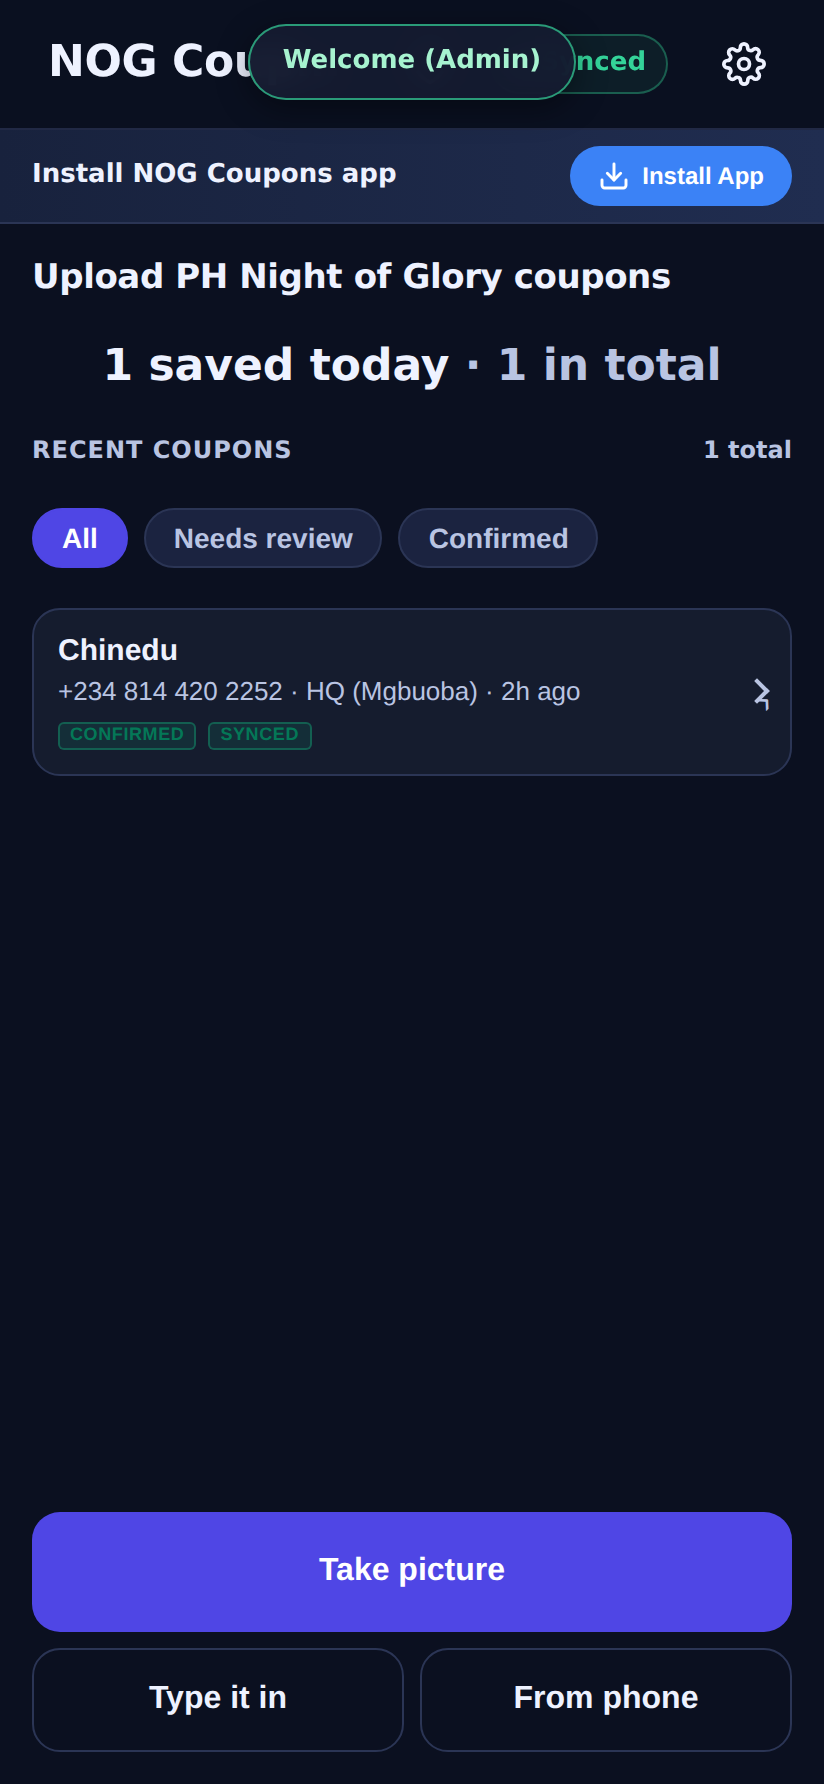 NOG Cou
Welcome (Admin)
nced
Install NOG Coupons app
Install App
Upload PH Night of Glory coupons
1 saved today · 1 in total
RECENT COUPONS
1 total
All
Needs review
Confirmed
Chinedu
+234 814 420 2252 · HQ (Mgbuoba) · 2h ago
CONFIRMED
SYNCED
Take picture
Type it in
From phone